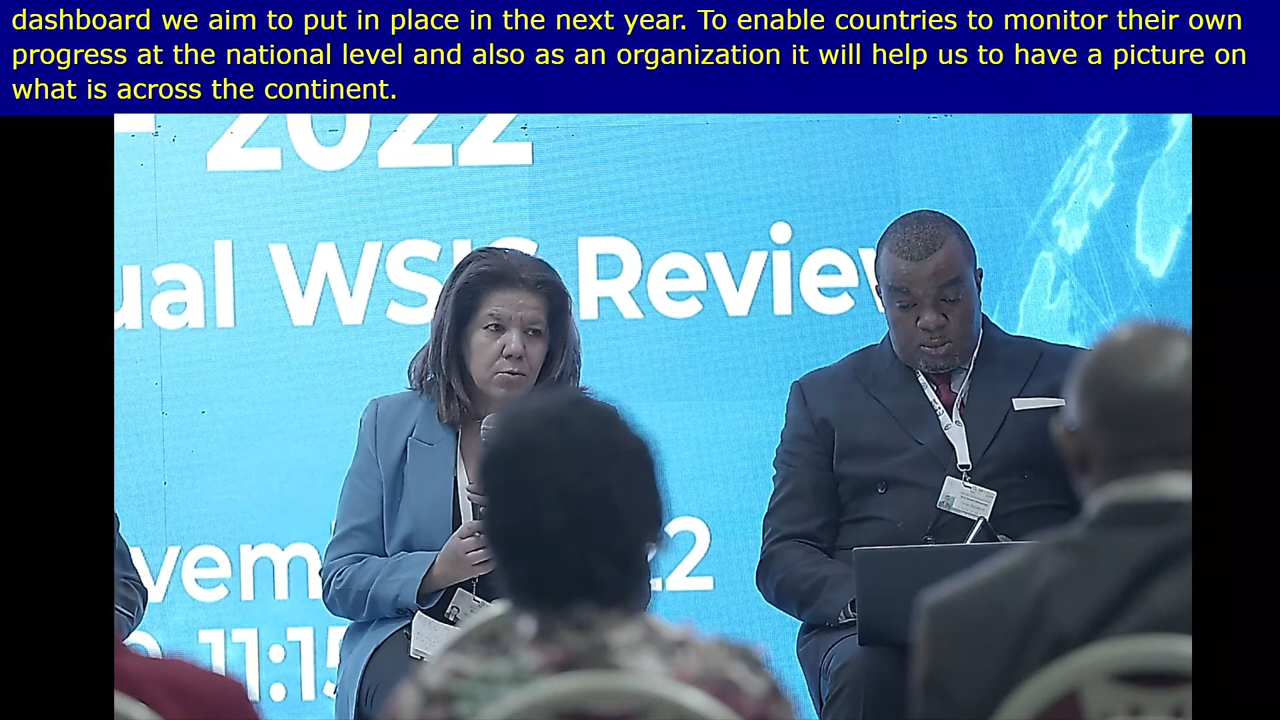 dashboard we aim to put in place in the next year. To enable countries to monitor their own
progress at the national level and also as an organization it will help us to have a picture on
what is across the continent.
2022
ual WSIS Review
vem 22
11:15